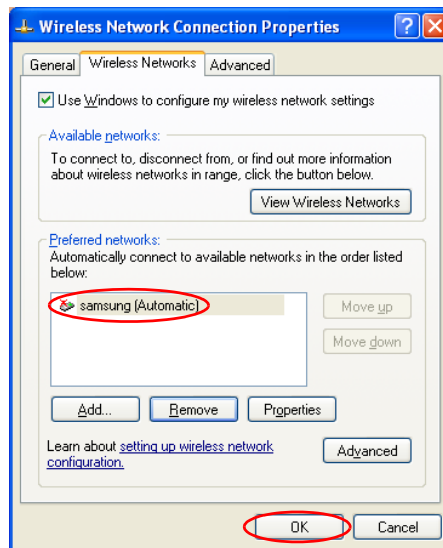 Wireless Network Connection Properties
General Wireless Networks Advanced
Use Windows to configure my wireless network settings
Available networks:
To connect to, disconnect from, or find out more information
about wireless networks in range, click the button below.
View Wireless Networks
Preferred networks:
Automatically connect to available networks in the order listed
below:
samsung (Automatic)
Move up
Move down
Add... Remove Properties
Learn about setting up wireless network
configuration.
Advanced
OK Cancel